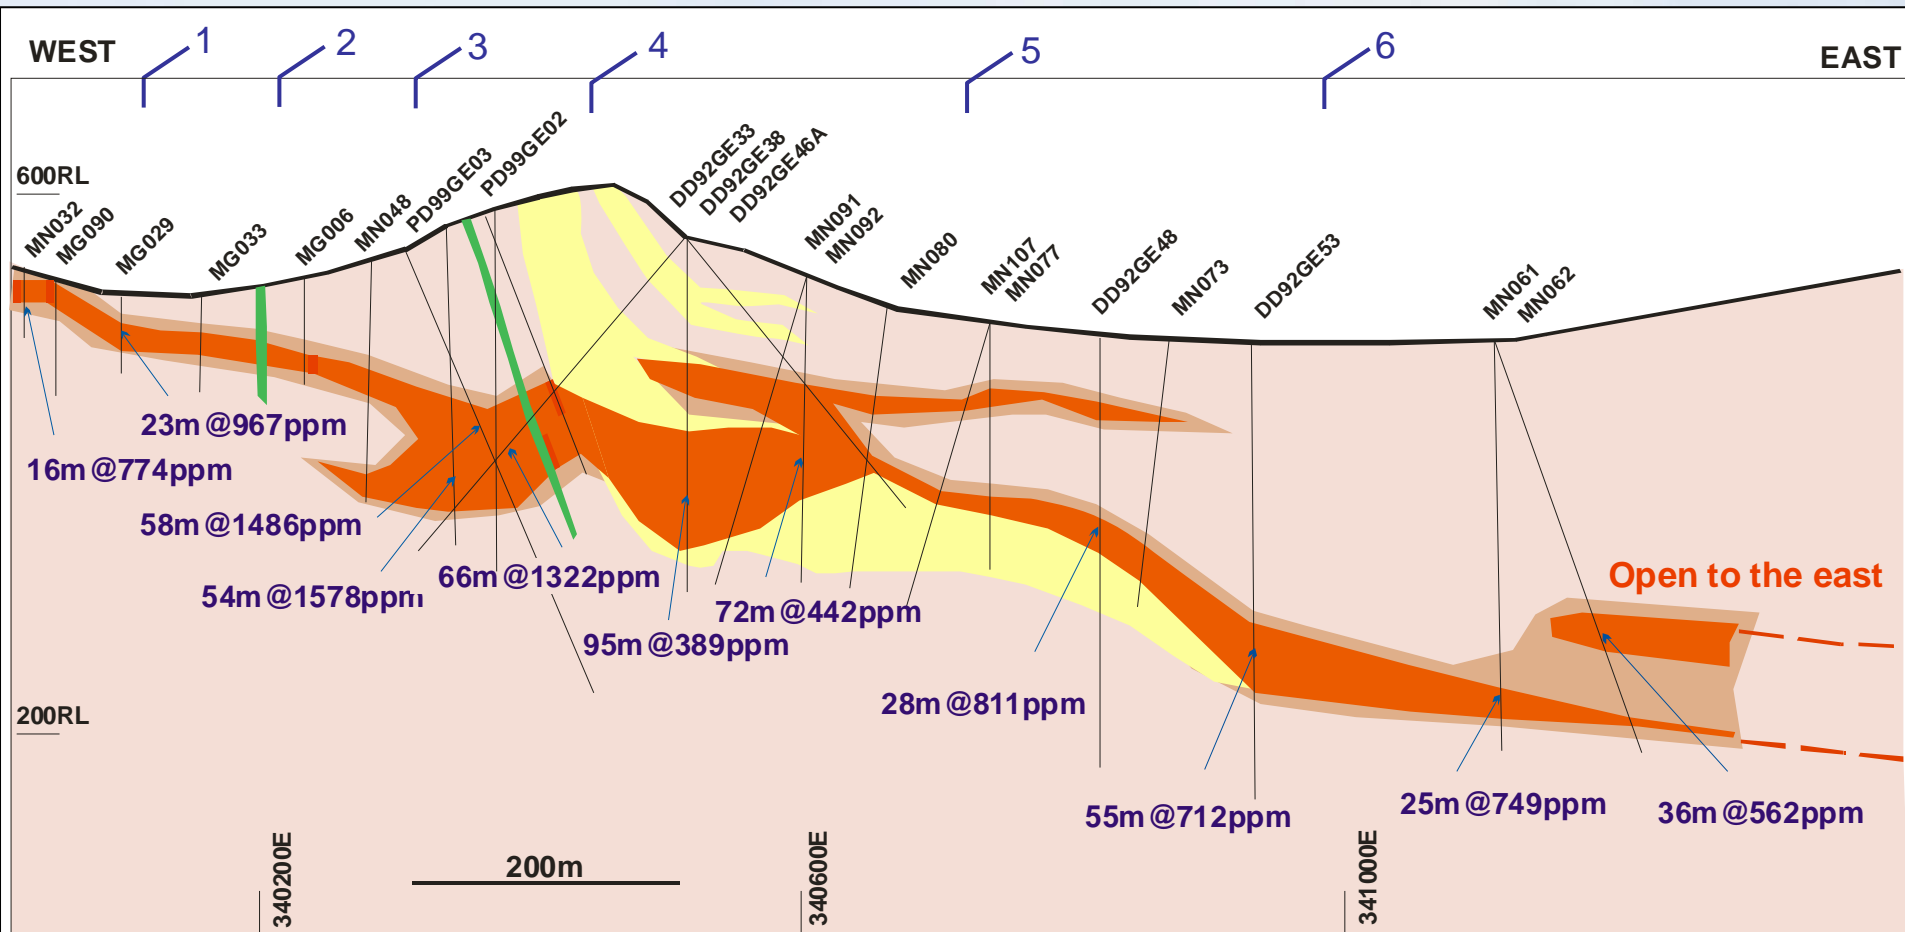 WEST
1
2
3
4
5
6
EAST
600RL
MN032
MG090
MG029
MG033
MG006
MN048
PD99GE03
PD99GE02
DD92GE33
DD92GE38
DD92GE46A
MN091
MN092
MN080
MN107
MN077
DD92GE48
MN073
DD92GE53
MN061
MN062
23m@967ppm
16m@774ppm
58m@1486ppm
54m@1578ppm
66m@1322ppm
95m@389ppm
72m@442ppm
28m@811ppm
55m@712ppm
25m@749ppm
36m@562ppm
Open to the east
200RL
200m
340200E
340600E
341000E